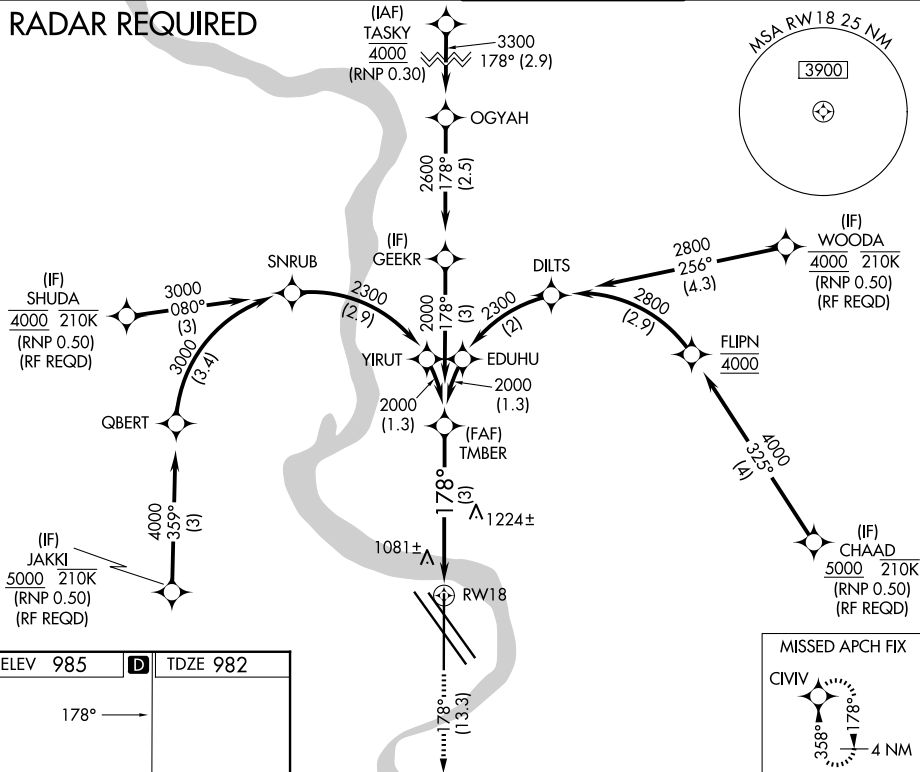 RADAR REQUIRED
(IAF)
TASKY
4000
(RNP 0.30)
3300
178° (2.9)
OGYAH
2600
178°
(2.5)
MSA RW18 25 NM
3900
(IF)
GEEKR
2000
178°
(3)
(IF)
SHUDA
4000 210K
(RNP 0.50)
(RF REQD)
3000
080°
(3)
SNRUB
2300
(2.9)
3000
(3.4)
QBERT
4000
359°
(3)
(IF)
JAKKI
5000 210K
(RNP 0.50)
(RF REQD)
DILTS
2800
256°
(4.3)
(IF)
WOODA
4000 210K
(RNP 0.50)
(RF REQD)
2300
(2)
2800
(2.9)
FLIPN
4000
4000
325°
(4)
(IF)
CHAAD
5000 210K
(RNP 0.50)
(RF REQD)
YIRUT
EDUHU
2000
(1.3)
2000
(1.3)
(FAF)
TMBER
178°
(3)
1224±
1081±
RW18
178°
(13.3)
ELEV 985 D TDZE 982
178°
MISSED APCH FIX
CIVIV
358°
178°
4 NM